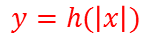 y = h(|x|)